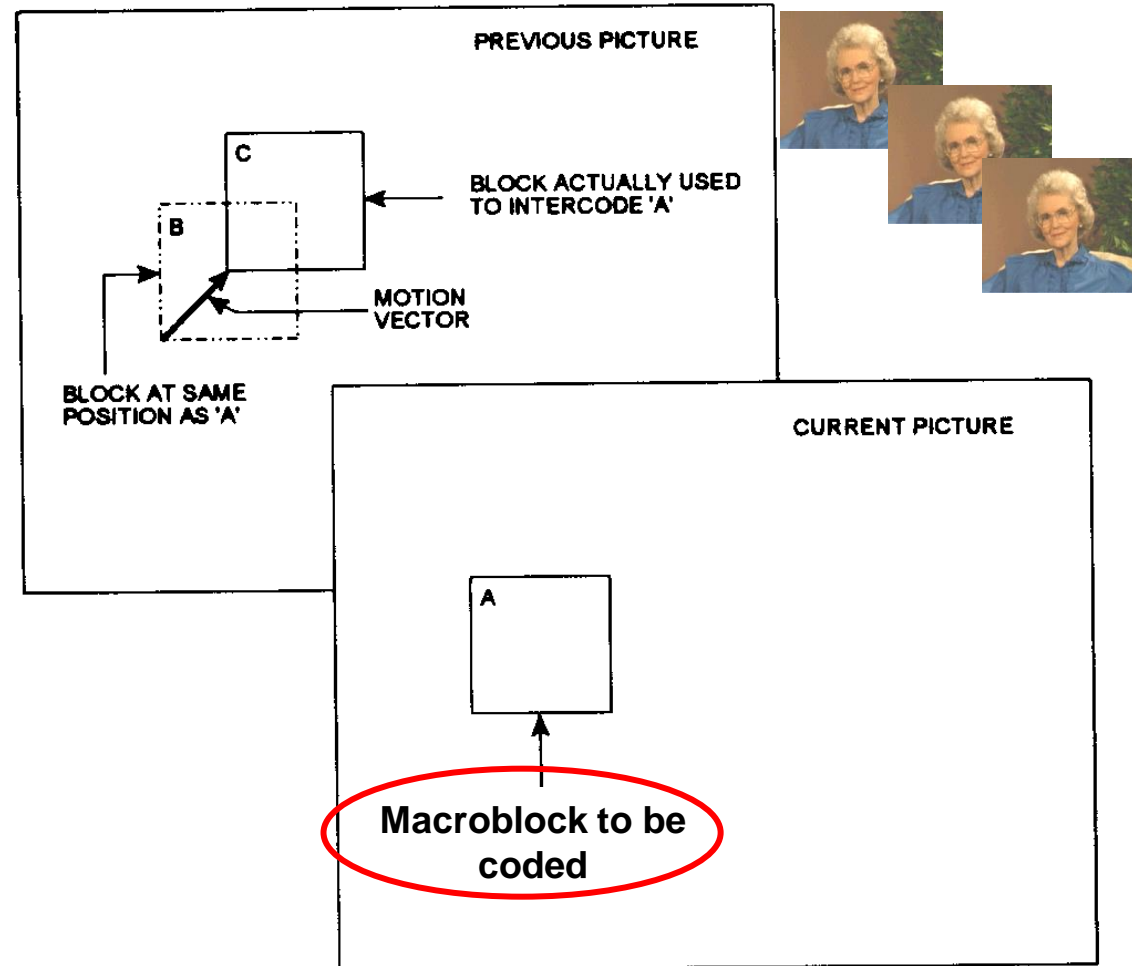 PREVIOUS PICTURE
C
BLOCK ACTUALLY USED
TO INTERCODE 'A'
B
MOTION
VECTOR
BLOCK AT SAME
POSITION AS 'A'
CURRENT PICTURE
A
Macroblock to be
coded